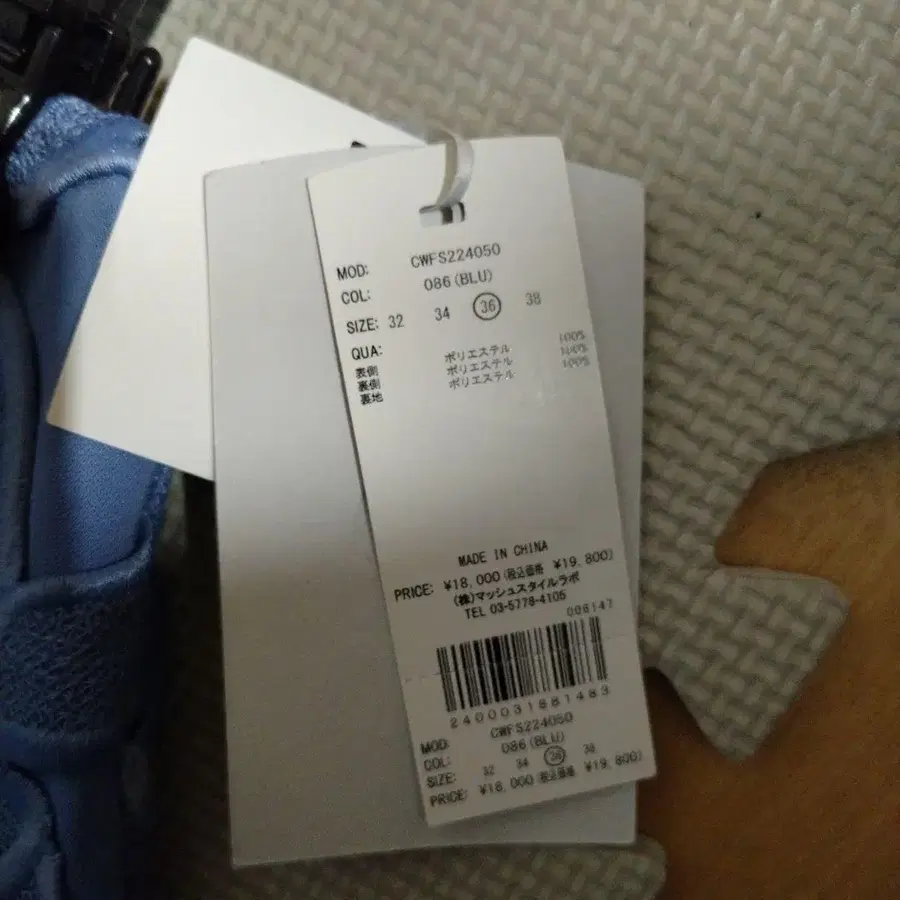 MOD: CWFS224050
COL: 086(BLU)
SIZE: 32 34 36 38
QUA:
表側 ポリエステル 100%
裏側 ポリエステル 100%
裏地 ポリエステル 100%
MADE IN CHINA
PRICE: ¥18,000(税込価格 ¥19,800)
(株)マッシュスタイルラボ
TEL 03-5778-4105
008147
2400031881483
MOD: CWFS224050
COL: 086(BLU)
SIZE: 32 34 36 38
PRICE: ¥18,000(税込価格 ¥19,800)